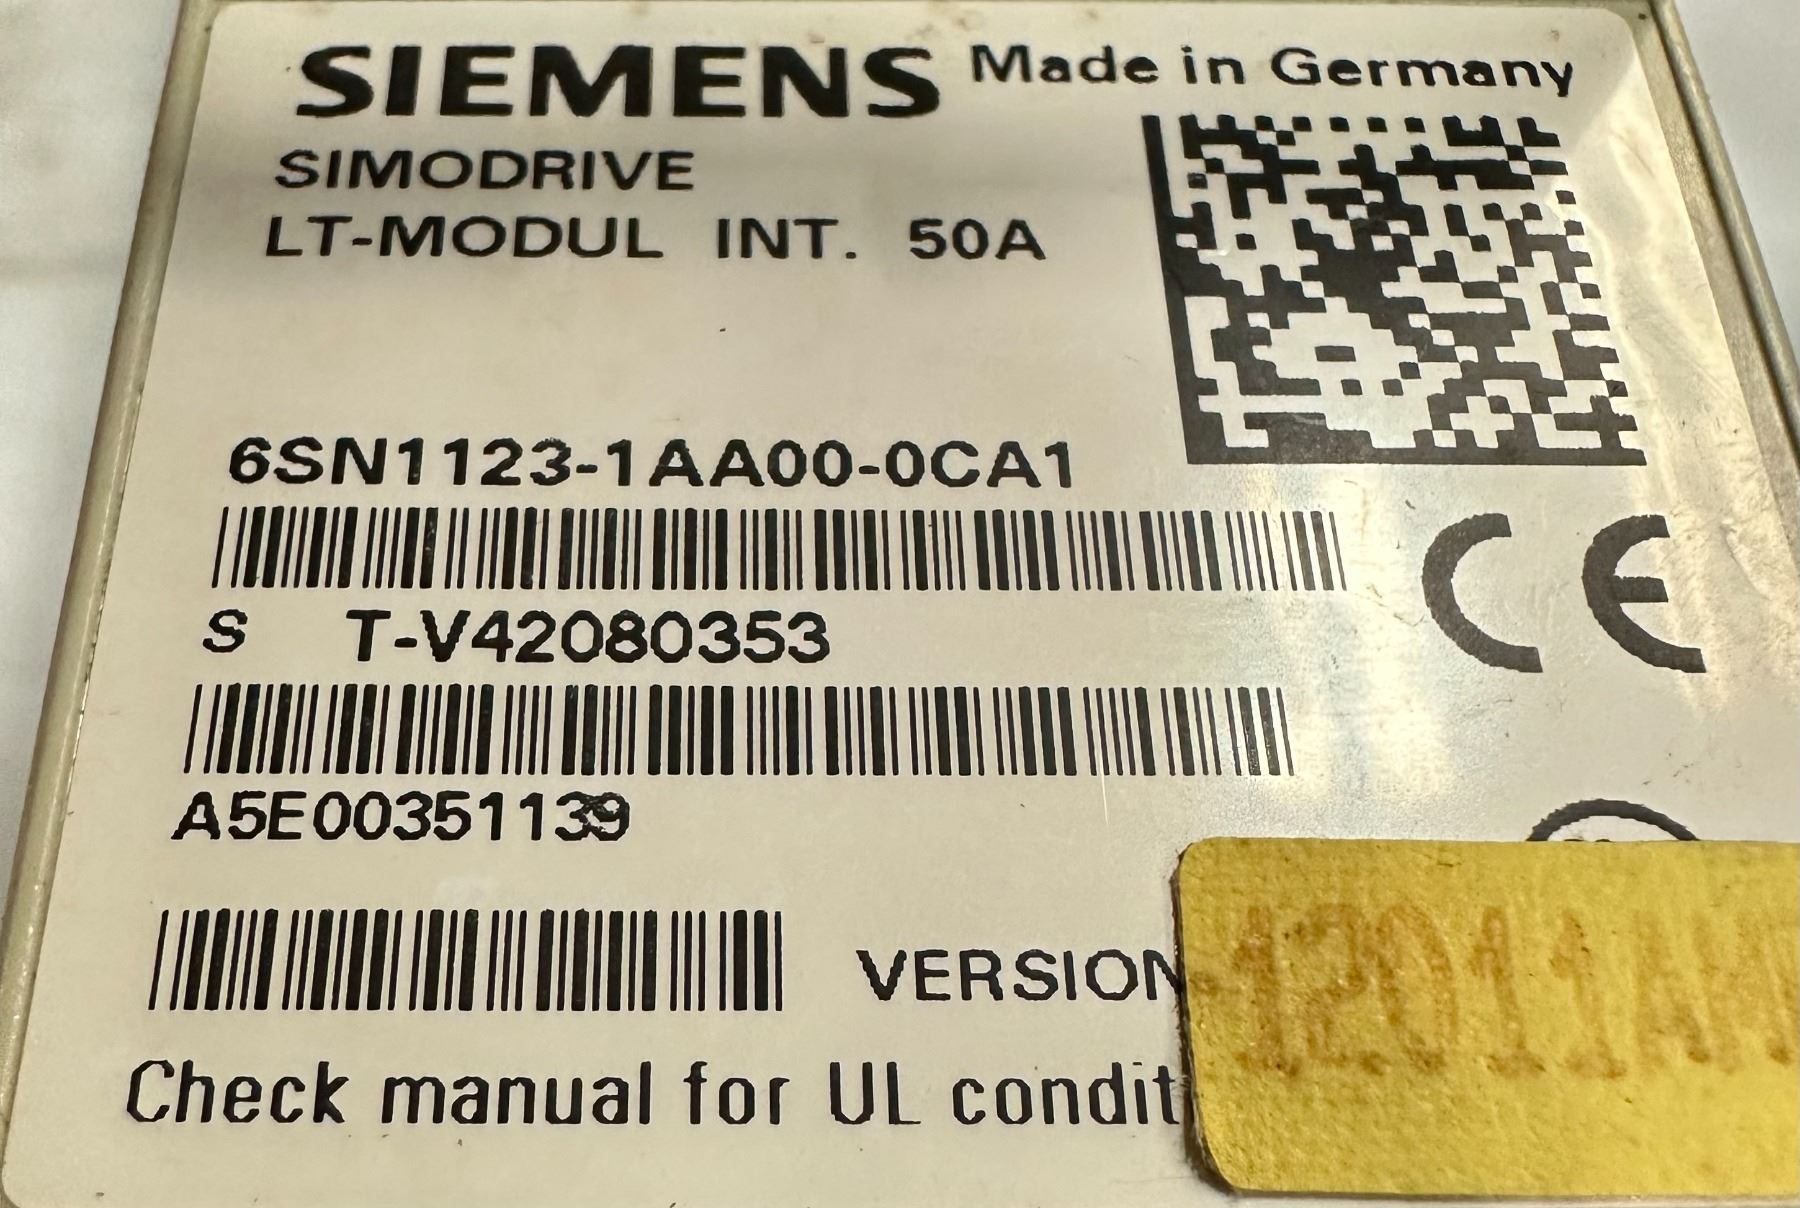 SIEMENS Made in Germany
SIMODRIVE
LT-MODUL INT. 50A
6SN1123-1AA00-0CA1
S T-V42080353
A5E00351139
VERSION
Check manual for UL condit